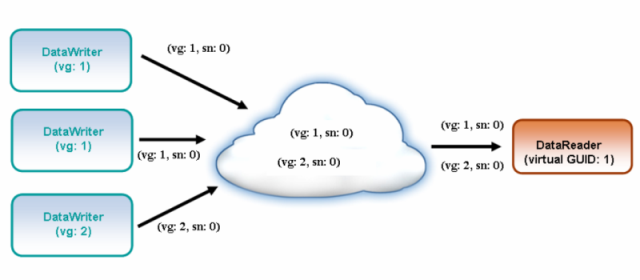 DataWriter
(vg: 1)
(vg: 1, sn: 0)
DataWriter
(vg: 1)
(vg: 1, sn: 0)
DataWriter
(vg: 2)
(vg: 2, sn: 0)
(vg: 1, sn: 0)
(vg: 2, sn: 0)
(vg: 1, sn: 0)
(vg: 2, sn: 0)
DataReader
(virtual GUID: 1)